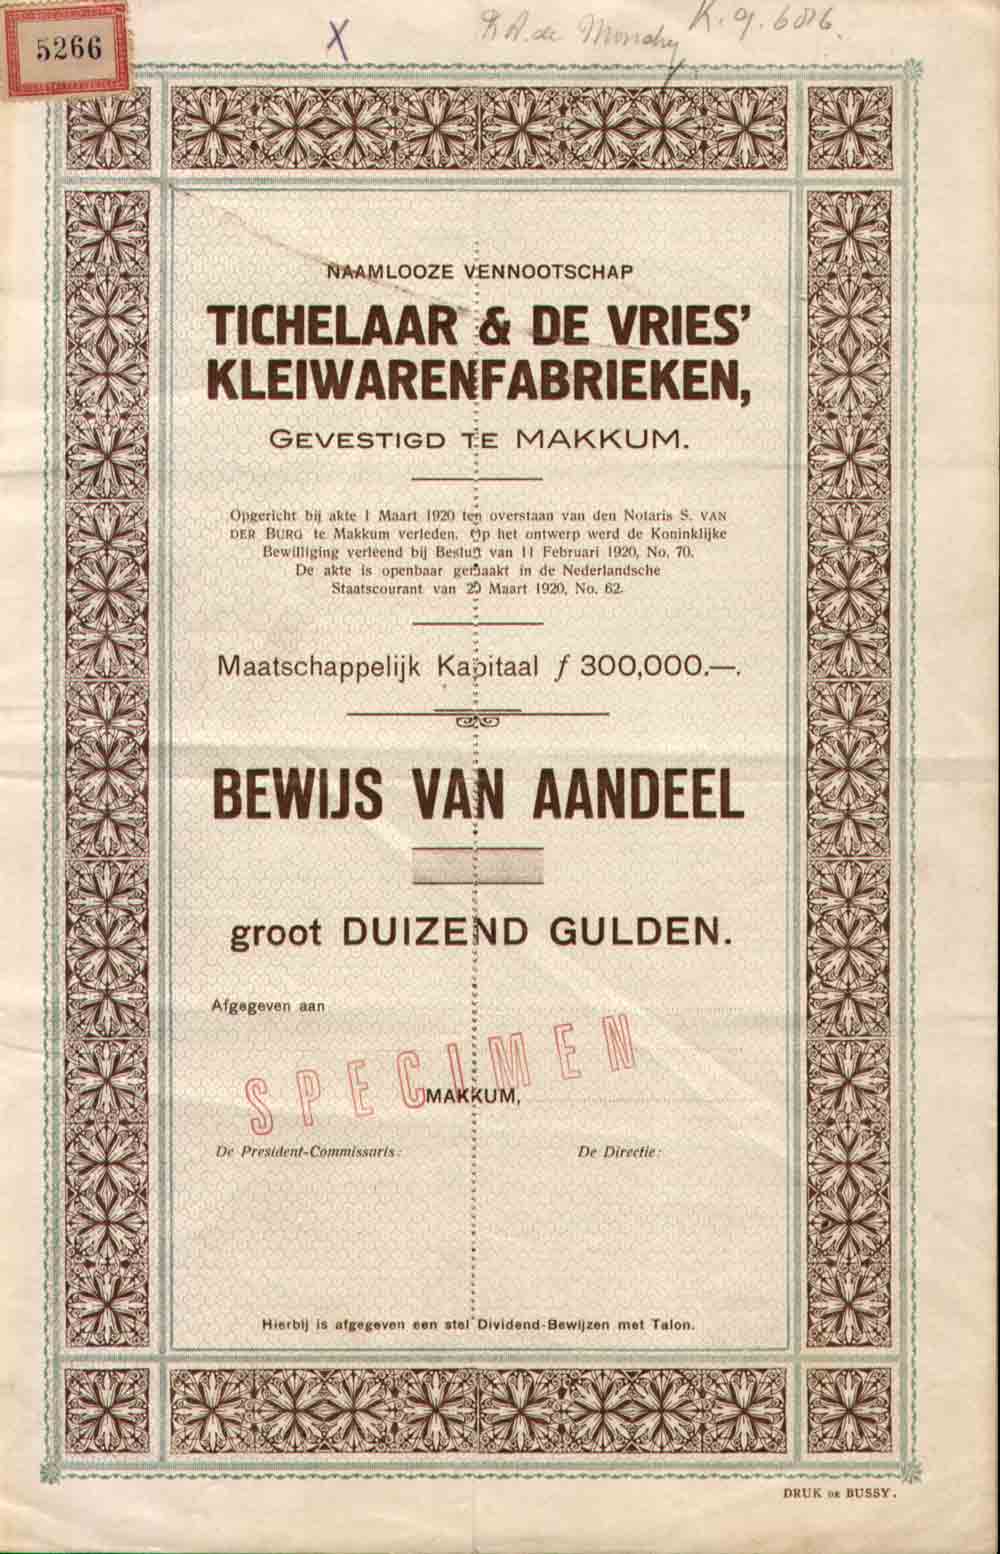 5266
X
K. 9. 6086.
NAAMLOOZE VENNOOTSCHAP
TICHELAAR & DE VRIES'
KLEIWARENFABRIEKEN,
GEVESTIGD TE MAKKUM.
Opgericht bij akte 1 Maart 1920 ten overstaan van den Notaris S. VAN
DER BURG te Makkum verleden. Op het ontwerp werd de Koninklijke
Bewilliging verleend bij Besluit van 11 Februari 1920, No. 70.
De akte is openbaar gemaakt in de Nederlandsche
Staatscourant van 29 Maart 1920, No. 62.
Maatschappelijk Kapitaal f 300,000.—.
BEWIJS VAN AANDEEL
groot DUIZEND GULDEN.
Afgegeven aan
SPECIMEN
MAKKUM,
De President-Commissaris: De Directie:
Hierbij is afgegeven een stel Dividend-Bewijzen met Talon.
DRUK DE BUSSY.